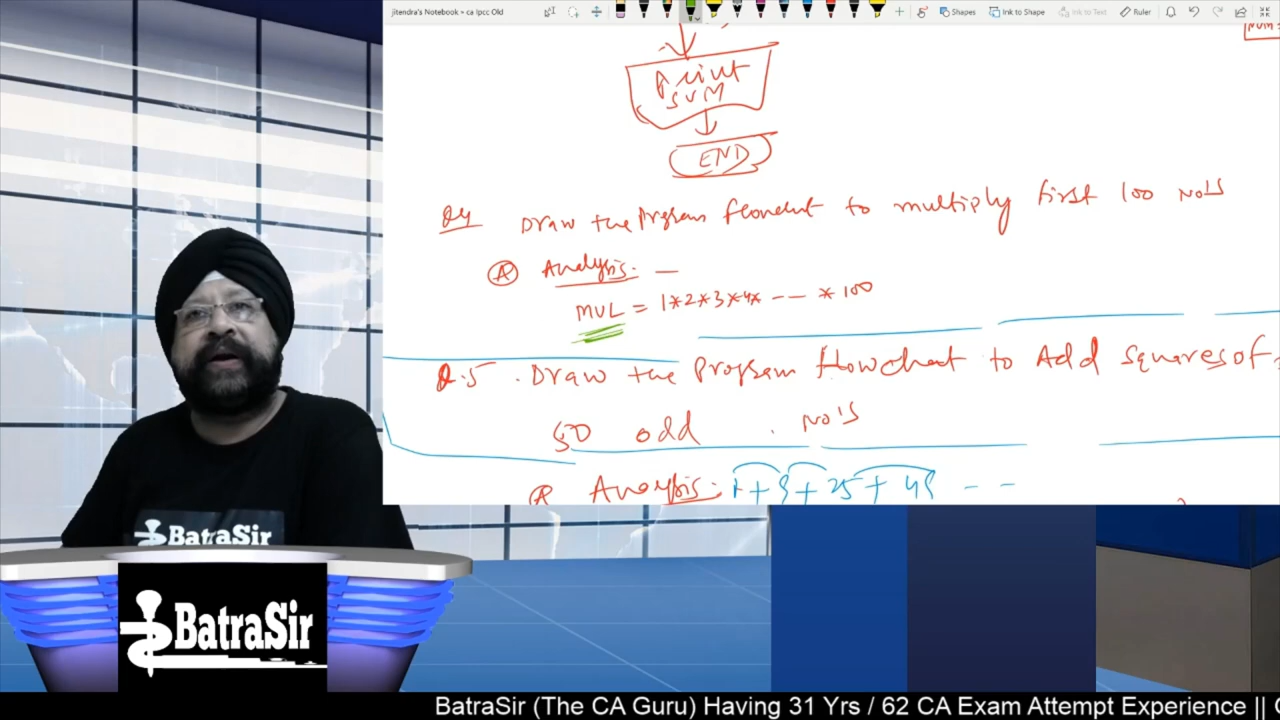 jitendra's Notebook » ca Ipcc Old
Shapes
Ink to Shape
Ink to Text
Ruler
Print
SUM
END
Q4 Draw the Program flowchart to multiply first 100 No's
(A) Analysis. —
MUL = 1*2*3*4* -- — * 100
Q.5 . Draw the Program flowchart to Add squares of
50 odd . No's
A Analysis: 1 + 9 + 25 + 49 - -
BatraSir
BatraSir
BatraSir (The CA Guru) Having 31 Yrs / 62 CA Exam Attempt Experience ||